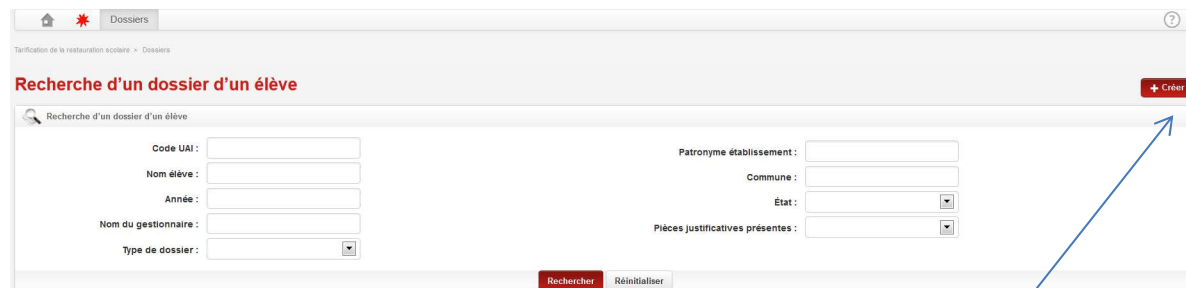 Dossiers
?
Tarification de la restauration scolaire > Dossiers
Recherche d'un dossier d'un élève
+ Créer
Recherche d'un dossier d'un élève
Code UAI :
Patronyme établissement :
Nom élève :
Commune :
Année :
État :
Nom du gestionnaire :
Pièces justificatives présentes :
Type de dossier :
Rechercher Réinitialiser